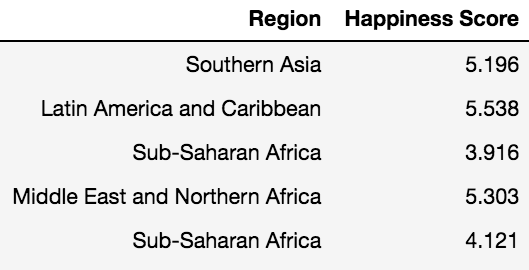 Region Happiness Score
Southern Asia 5.196
Latin America and Caribbean 5.538
Sub-Saharan Africa 3.916
Middle East and Northern Africa 5.303
Sub-Saharan Africa 4.121